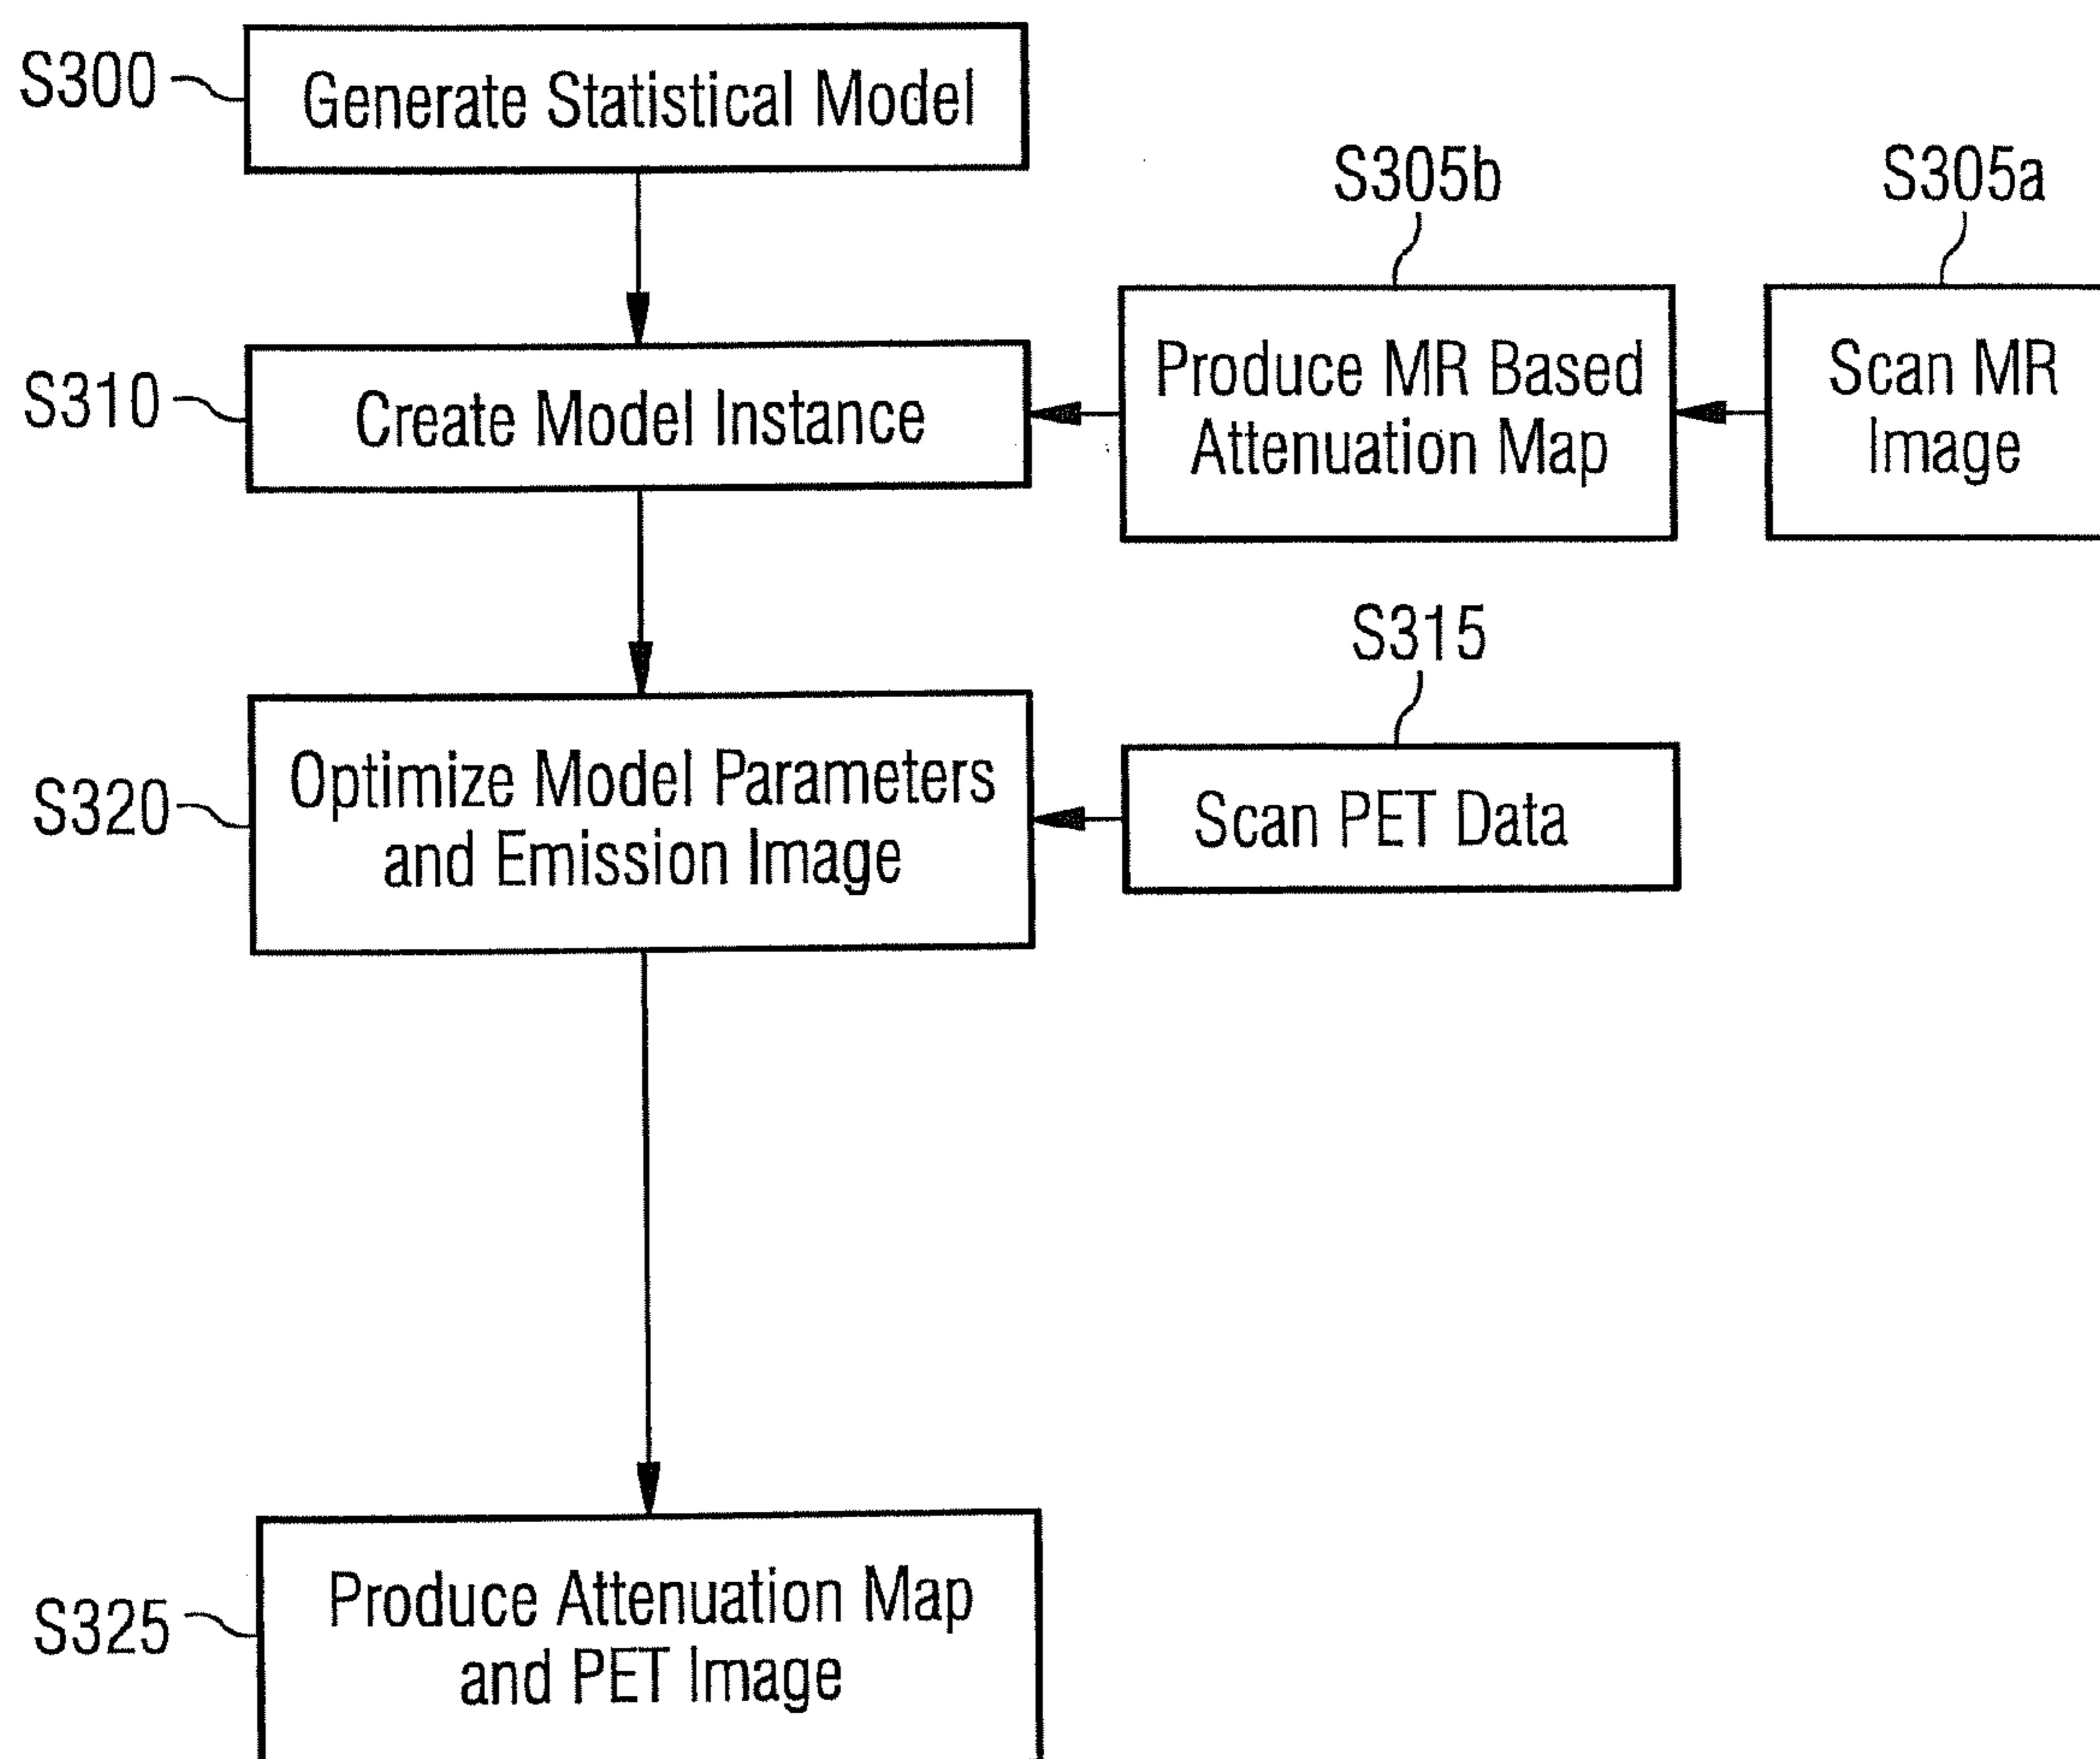 S300
Generate Statistical Model
S305b
S305a
S310
Create Model Instance
Produce MR Based
Attenuation Map
Scan MR
Image
S315
S320
Optimize Model Parameters
and Emission Image
Scan PET Data
S325
Produce Attenuation Map
and PET Image